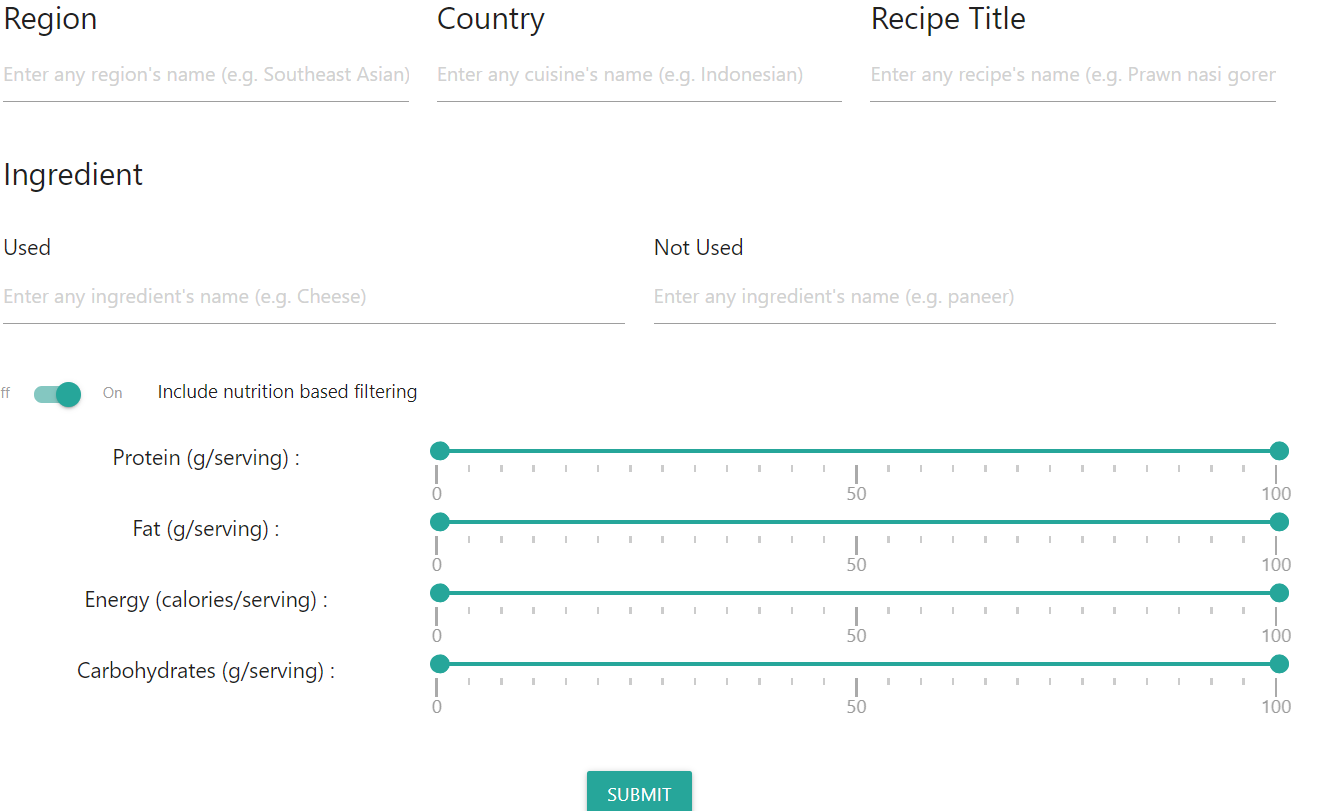 Region Country Recipe Title
Enter any region's name (e.g. Southeast Asian) Enter any cuisine's name (e.g. Indonesian) Enter any recipe's name (e.g. Prawn nasi gorer
Ingredient
Used Not Used
Enter any ingredient's name (e.g. Cheese) Enter any ingredient's name (e.g. paneer)
ff On Include nutrition based filtering
Protein (g/serving) :
0 50 100
Fat (g/serving) :
0 50 100
Energy (calories/serving) :
0 50 100
Carbohydrates (g/serving) :
0 50 100
SUBMIT